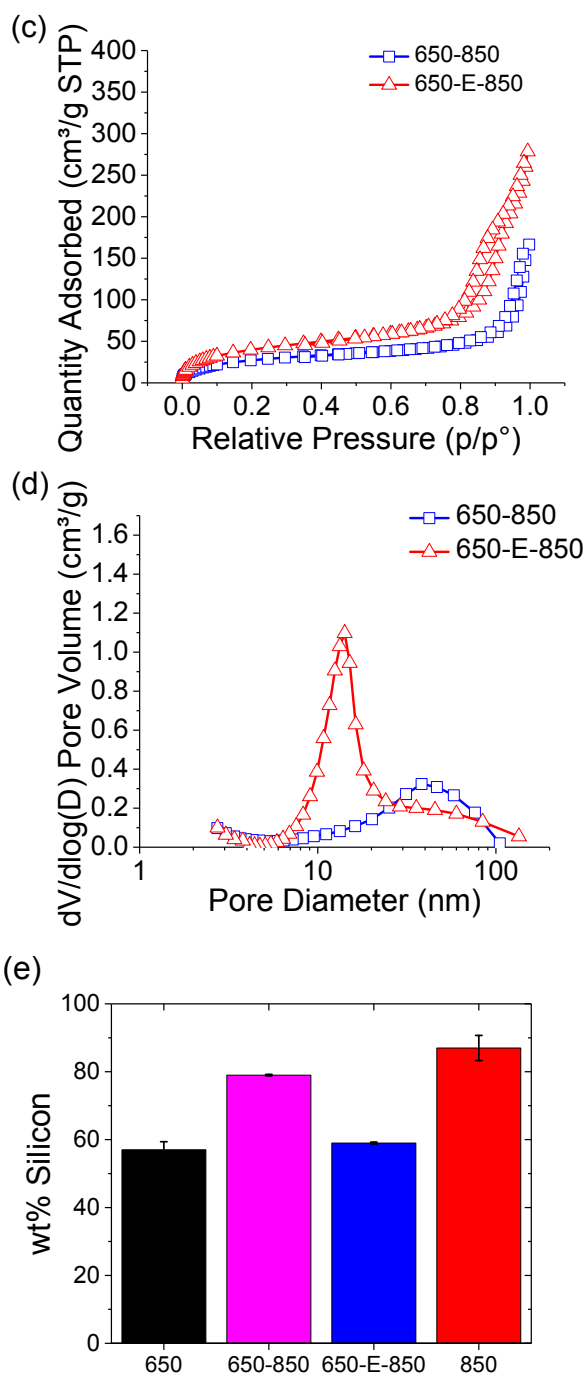 (c)
650-850
650-E-850
400
350
300
250
200
150
100
50
0
Quantity Adsorbed (cm³/g STP)
0.0 0.2 0.4 0.6 0.8 1.0
Relative Pressure (p/p°)
(d)
650-850
650-E-850
1.6
1.4
1.2
1.0
0.8
0.6
0.4
0.2
0.0
dV/dlog(D) Pore Volume (cm³/g)
1 10 100
Pore Diameter (nm)
(e)
100
80
60
40
20
0
wt% Silicon
650 650-850 650-E-850 850